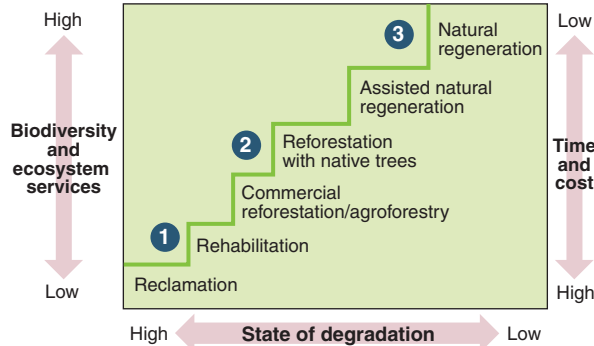 High
Biodiversity
and
ecosystem
services
Low
3
Natural
regeneration
Assisted natural
regeneration
2
Reforestation
with native trees
Commercial
reforestation/agroforestry
1
Rehabilitation
Reclamation
Low
Time
and
cost
High
High
State of degradation
Low